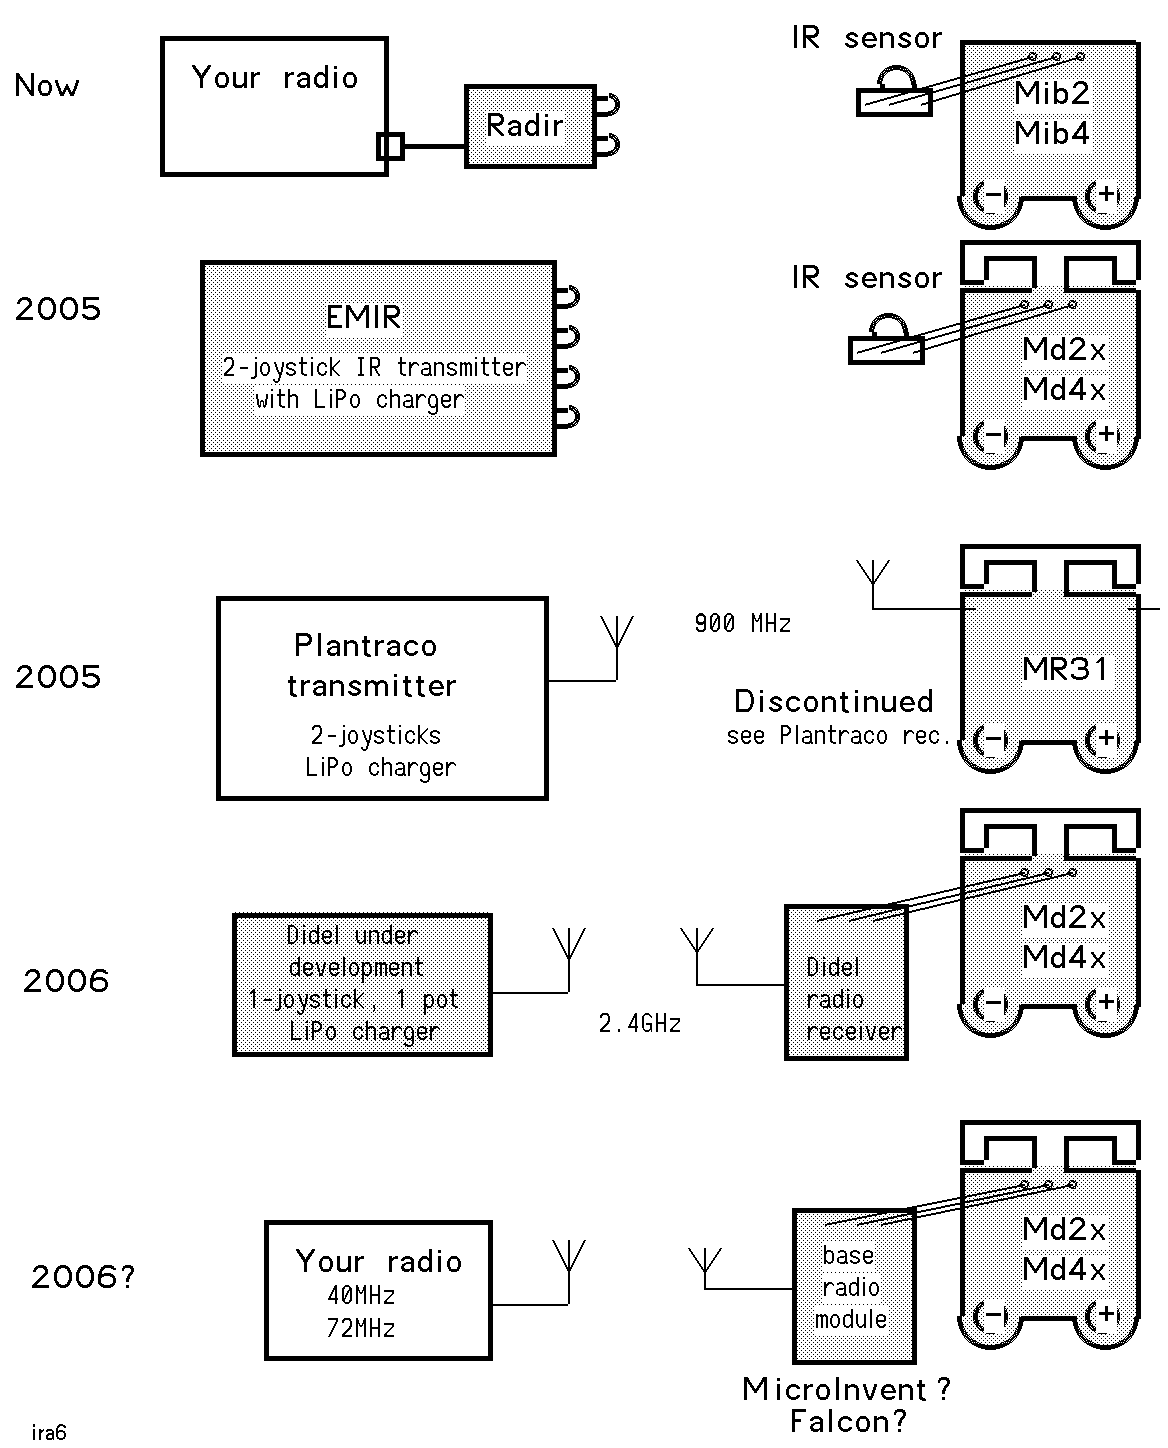 Now
Your radio
Radir
IR sensor
Mib2
Mib4
(-)
(+)
2005
EMIR
2-joystick IR transmitter
with LiPo charger
IR sensor
Md2x
Md4x
(-)
(+)
2005
Plantraco
transmitter
2-joysticks
LiPo charger
900 MHz
Discontinued
see Plantraco rec.
MR31
(-)
(+)
2006
Didel under
development
1-joystick, 1 pot
LiPo charger
2.4GHz
Didel
radio
receiver
Md2x
Md4x
(-)
(+)
2006?
Your radio
40MHz
72MHz
base
radio
module
Md2x
Md4x
(-)
(+)
MicroInvent ?
Falcon?
ira6